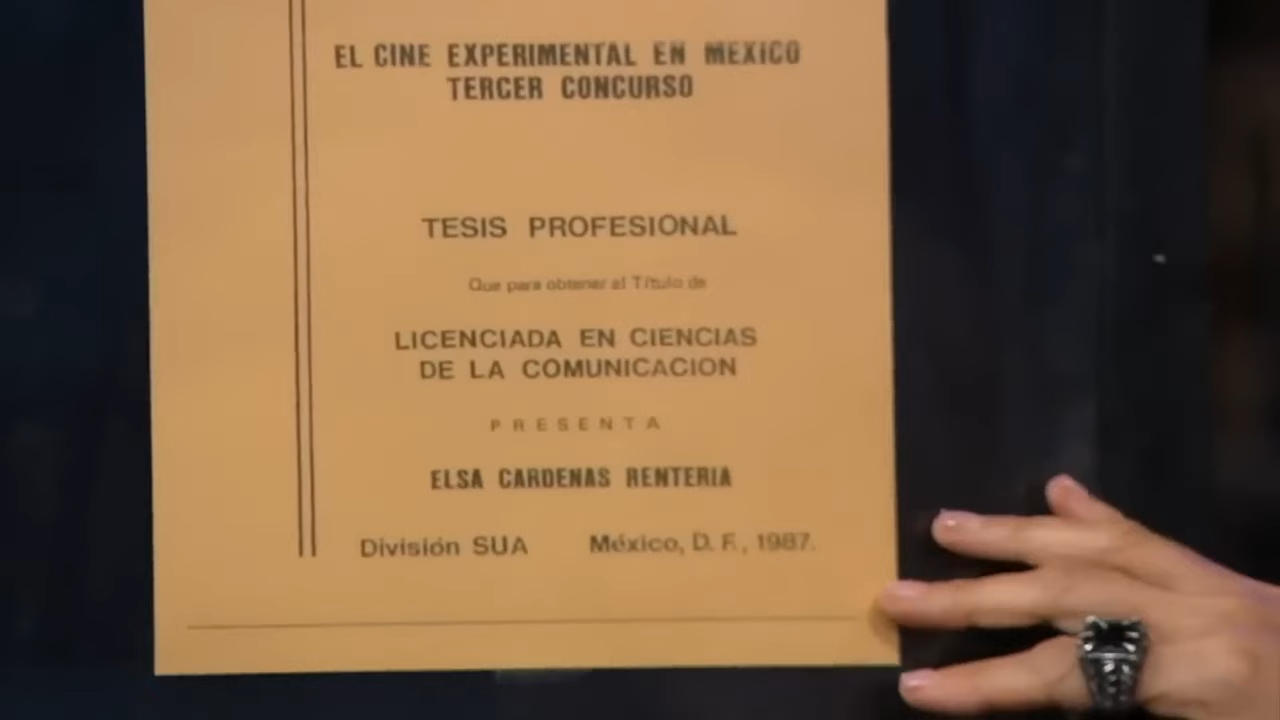 EL CINE EXPERIMENTAL EN MEXICO
TERCER CONCURSO
TESIS PROFESIONAL
Que para obtener el Título de
LICENCIADA EN CIENCIAS
DE LA COMUNICACION
PRESENTA
ELSA CARDENAS RENTERIA
División SUA México, D. F., 1987.